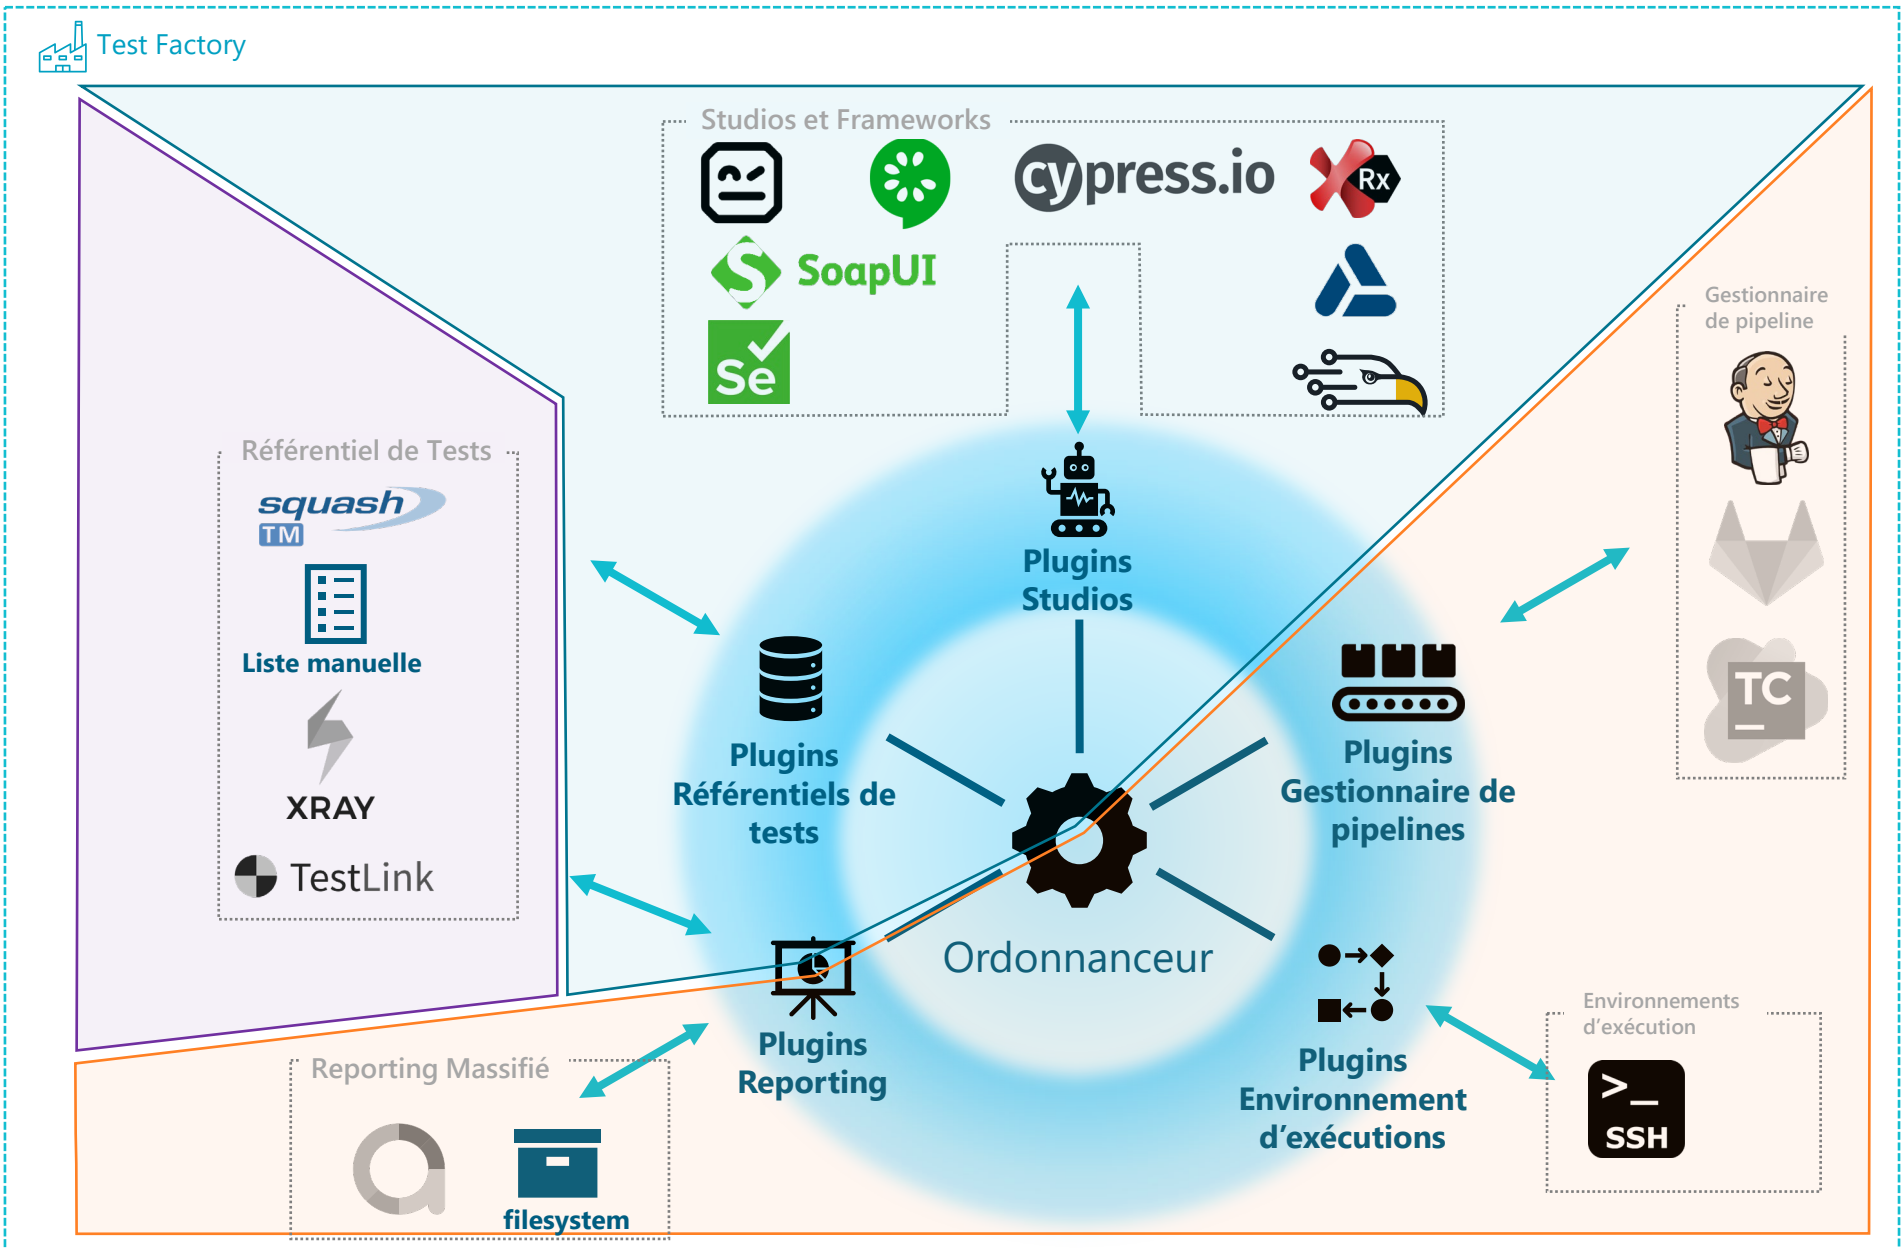 Test Factory
Studios et Frameworks
cypress.io
Rx
SoapUI
Se
Gestionnaire
de pipeline
Référentiel de Tests
squash
TM
Liste manuelle
XRAY
TestLink
Plugins
Studios
Plugins
Référentiels de
tests
Plugins
Gestionnaire de
pipelines
TC
Ordonnanceur
Plugins
Reporting
Plugins
Environnement
d'exécutions
Environnements
d'exécution
>_
SSH
Reporting Massifié
filesystem